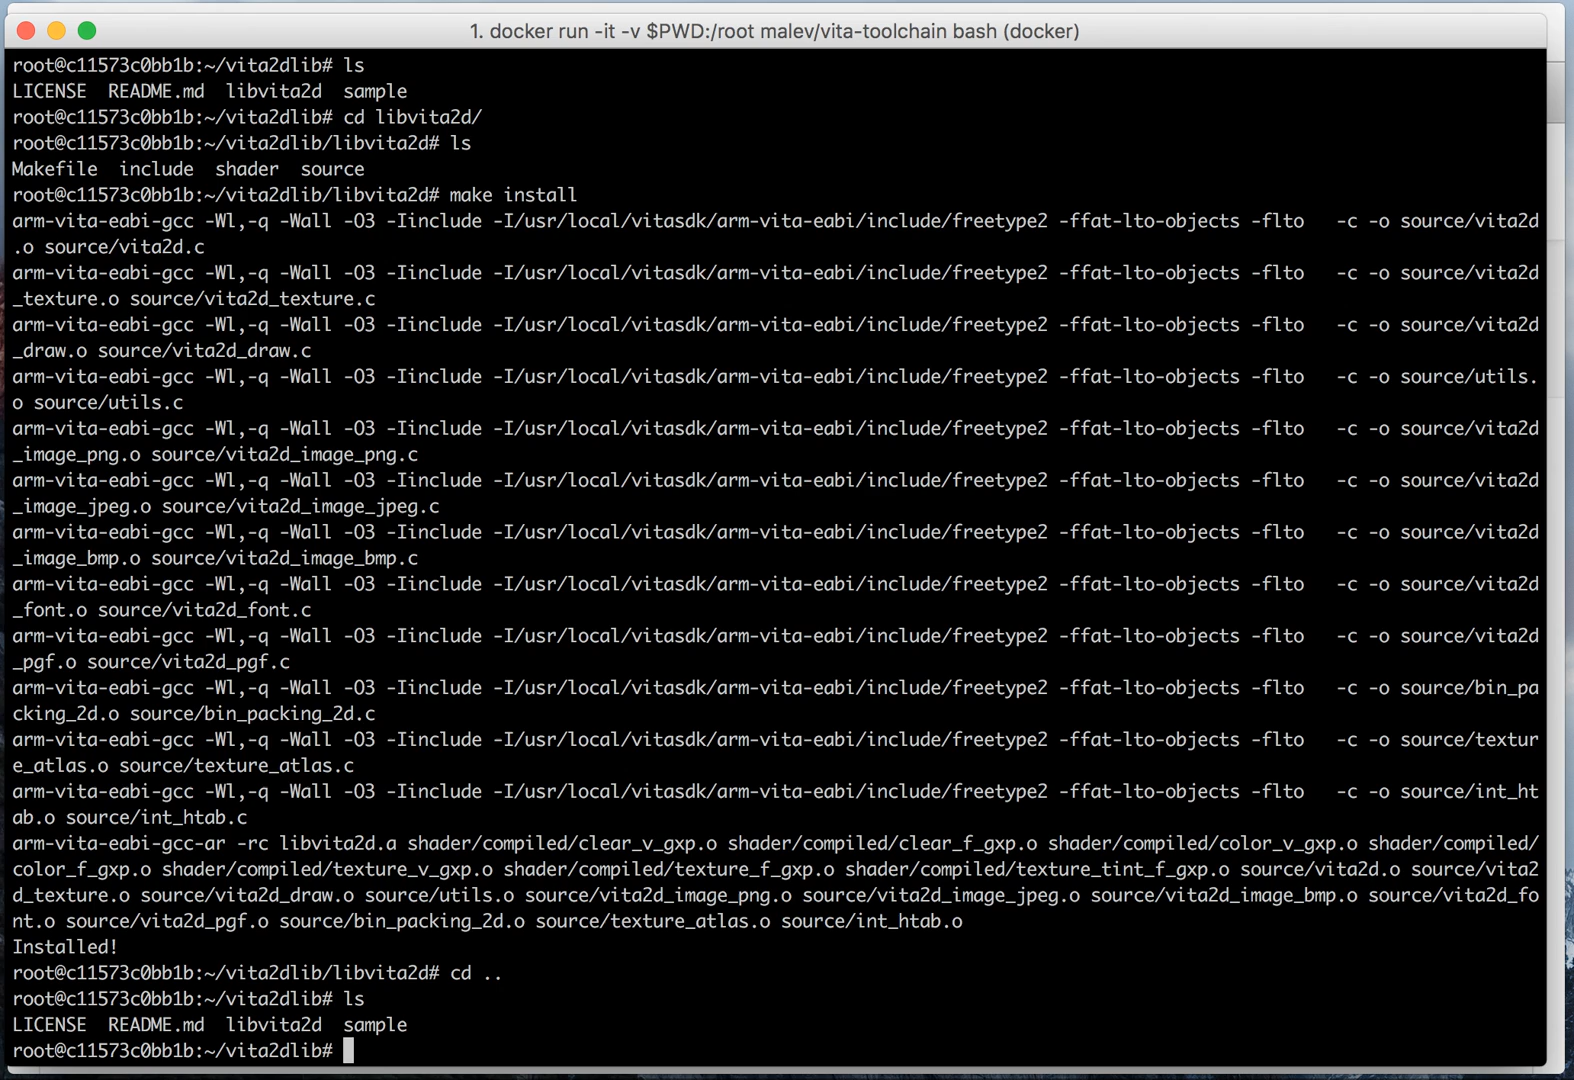 1. docker run -it -v $PWD:/root malev/vita-toolchain bash (docker)
root@c11573c0bb1b:~/vita2dlib# ls
LICENSE  README.md  libvita2d  sample
root@c11573c0bb1b:~/vita2dlib# cd libvita2d/
root@c11573c0bb1b:~/vita2dlib/libvita2d# ls
Makefile  include  shader  source
root@c11573c0bb1b:~/vita2dlib/libvita2d# make install
arm-vita-eabi-gcc -Wl,-q -Wall -O3 -Iinclude -I/usr/local/vitasdk/arm-vita-eabi/include/freetype2 -ffat-lto-objects -flto   -c -o source/vita2d
.o source/vita2d.c
arm-vita-eabi-gcc -Wl,-q -Wall -O3 -Iinclude -I/usr/local/vitasdk/arm-vita-eabi/include/freetype2 -ffat-lto-objects -flto   -c -o source/vita2d
_texture.o source/vita2d_texture.c
arm-vita-eabi-gcc -Wl,-q -Wall -O3 -Iinclude -I/usr/local/vitasdk/arm-vita-eabi/include/freetype2 -ffat-lto-objects -flto   -c -o source/vita2d
_draw.o source/vita2d_draw.c
arm-vita-eabi-gcc -Wl,-q -Wall -O3 -Iinclude -I/usr/local/vitasdk/arm-vita-eabi/include/freetype2 -ffat-lto-objects -flto   -c -o source/utils.
o source/utils.c
arm-vita-eabi-gcc -Wl,-q -Wall -O3 -Iinclude -I/usr/local/vitasdk/arm-vita-eabi/include/freetype2 -ffat-lto-objects -flto   -c -o source/vita2d
_image_png.o source/vita2d_image_png.c
arm-vita-eabi-gcc -Wl,-q -Wall -O3 -Iinclude -I/usr/local/vitasdk/arm-vita-eabi/include/freetype2 -ffat-lto-objects -flto   -c -o source/vita2d
_image_jpeg.o source/vita2d_image_jpeg.c
arm-vita-eabi-gcc -Wl,-q -Wall -O3 -Iinclude -I/usr/local/vitasdk/arm-vita-eabi/include/freetype2 -ffat-lto-objects -flto   -c -o source/vita2d
_image_bmp.o source/vita2d_image_bmp.c
arm-vita-eabi-gcc -Wl,-q -Wall -O3 -Iinclude -I/usr/local/vitasdk/arm-vita-eabi/include/freetype2 -ffat-lto-objects -flto   -c -o source/vita2d
_font.o source/vita2d_font.c
arm-vita-eabi-gcc -Wl,-q -Wall -O3 -Iinclude -I/usr/local/vitasdk/arm-vita-eabi/include/freetype2 -ffat-lto-objects -flto   -c -o source/vita2d
_pgf.o source/vita2d_pgf.c
arm-vita-eabi-gcc -Wl,-q -Wall -O3 -Iinclude -I/usr/local/vitasdk/arm-vita-eabi/include/freetype2 -ffat-lto-objects -flto   -c -o source/bin_pa
cking_2d.o source/bin_packing_2d.c
arm-vita-eabi-gcc -Wl,-q -Wall -O3 -Iinclude -I/usr/local/vitasdk/arm-vita-eabi/include/freetype2 -ffat-lto-objects -flto   -c -o source/textur
e_atlas.o source/texture_atlas.c
arm-vita-eabi-gcc -Wl,-q -Wall -O3 -Iinclude -I/usr/local/vitasdk/arm-vita-eabi/include/freetype2 -ffat-lto-objects -flto   -c -o source/int_ht
ab.o source/int_htab.c
arm-vita-eabi-gcc-ar -rc libvita2d.a shader/compiled/clear_v_gxp.o shader/compiled/clear_f_gxp.o shader/compiled/color_v_gxp.o shader/compiled/
color_f_gxp.o shader/compiled/texture_v_gxp.o shader/compiled/texture_f_gxp.o shader/compiled/texture_tint_f_gxp.o source/vita2d.o source/vita2
d_texture.o source/vita2d_draw.o source/utils.o source/vita2d_image_png.o source/vita2d_image_jpeg.o source/vita2d_image_bmp.o source/vita2d_fo
nt.o source/vita2d_pgf.o source/bin_packing_2d.o source/texture_atlas.o source/int_htab.o
Installed!
root@c11573c0bb1b:~/vita2dlib/libvita2d# cd ..
root@c11573c0bb1b:~/vita2dlib# ls
LICENSE  README.md  libvita2d  sample
root@c11573c0bb1b:~/vita2dlib#